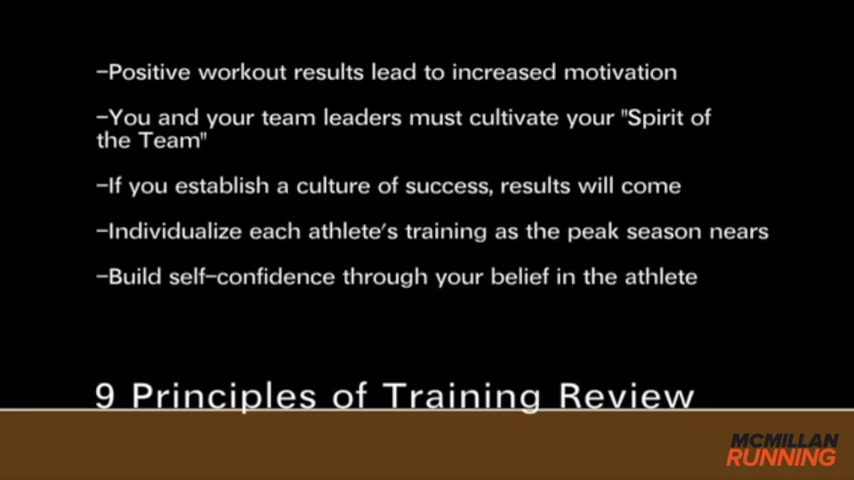 –Positive workout results lead to increased motivation
–You and your team leaders must cultivate your "Spirit of
the Team"
–If you establish a culture of success, results will come
–Individualize each athlete's training as the peak season nears
–Build self–confidence through your belief in the athlete
9 Principles of Training Review
MCMILLAN
RUNNING